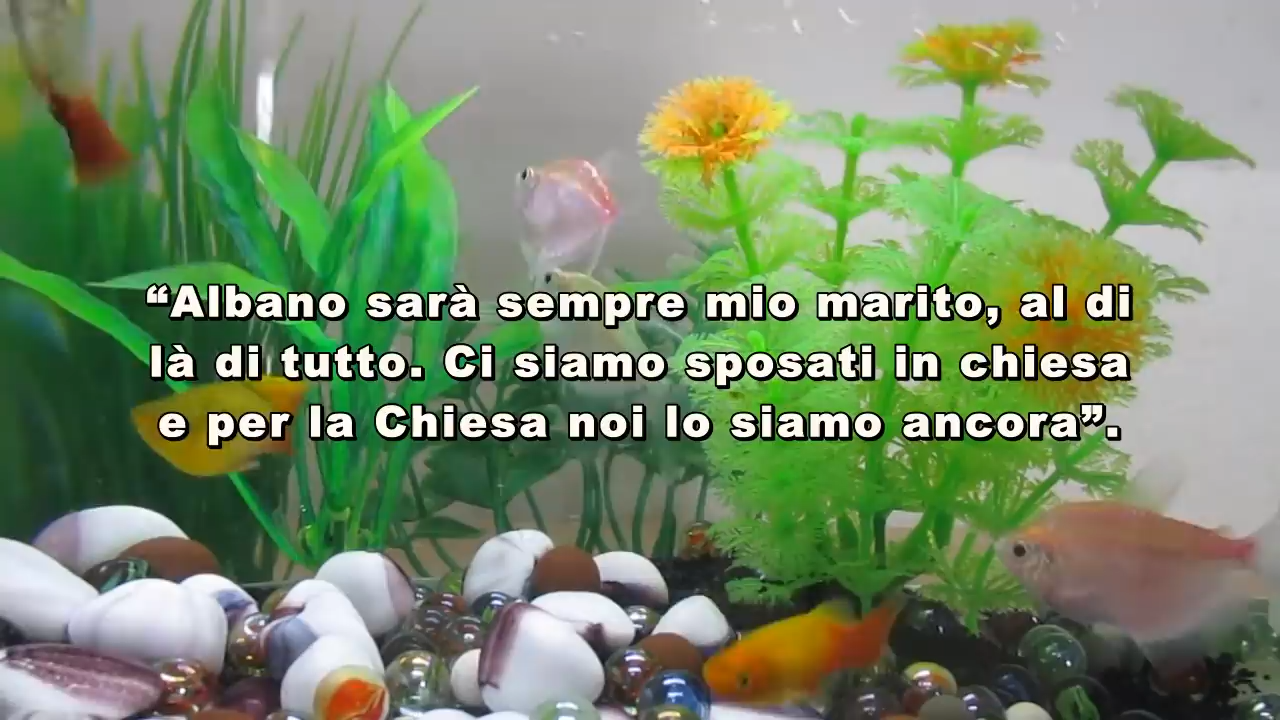 “Albano sarà sempre mio marito, al di
là di tutto. Ci siamo sposati in chiesa
e per la Chiesa noi lo siamo ancora”.